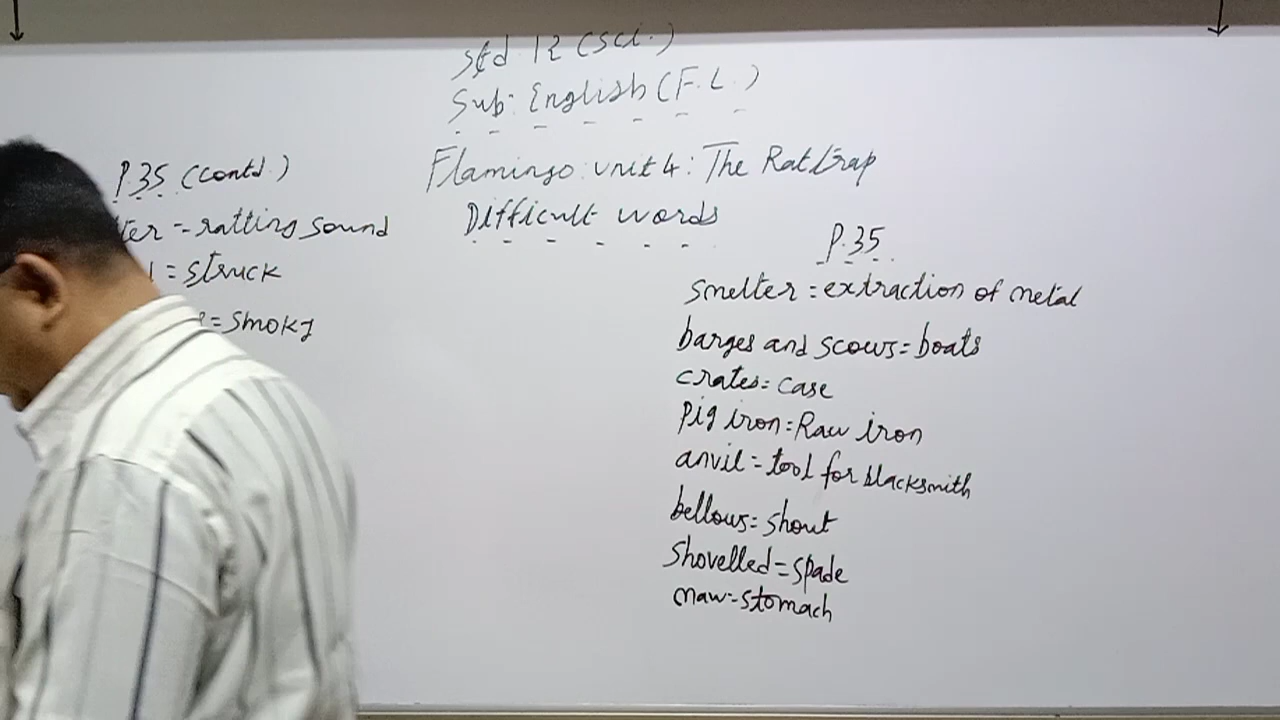 Std 12 (Sci.)
Sub: English (F.L.)
Flamingo: Unit 4: The Rattrap
Difficult words
P.35 (contd.)
ter = ratting sound
= struck
= smoky
P.35
Smelter = extraction of metal
barges and scows = boats
crates = case
Pig iron = Raw iron
anvil = tool for blacksmith
bellows = shout
Shovelled = spade
maw = stomach